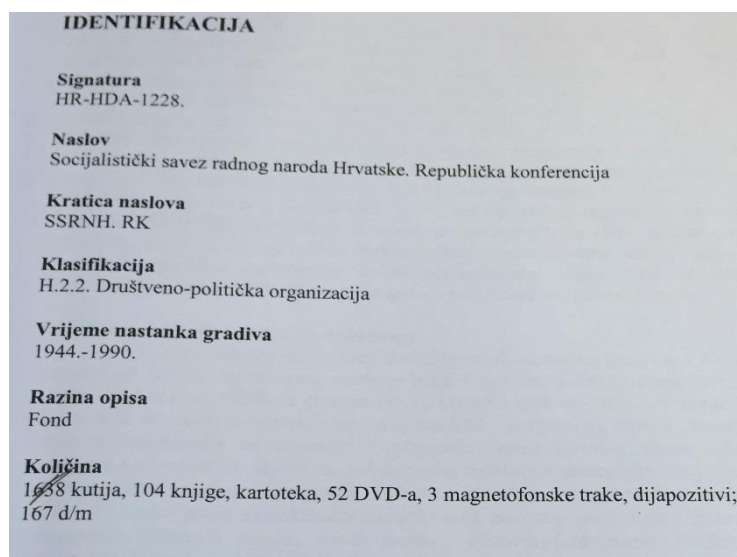 IDENTIFIKACIJA
Signatura
HR-HDA-1228.
Naslov
Socijalistički savez radnog naroda Hrvatske. Republička konferencija
Kratica naslova
SSRNH. RK
Klasifikacija
H.2.2. Društveno-politička organizacija
Vrijeme nastanka gradiva
1944.-1990.
Razina opisa
Fond
Količina
1638 kutija, 104 knjige, kartoteka, 52 DVD-a, 3 magnetofonske trake, dijapozitivi;
167 d/m